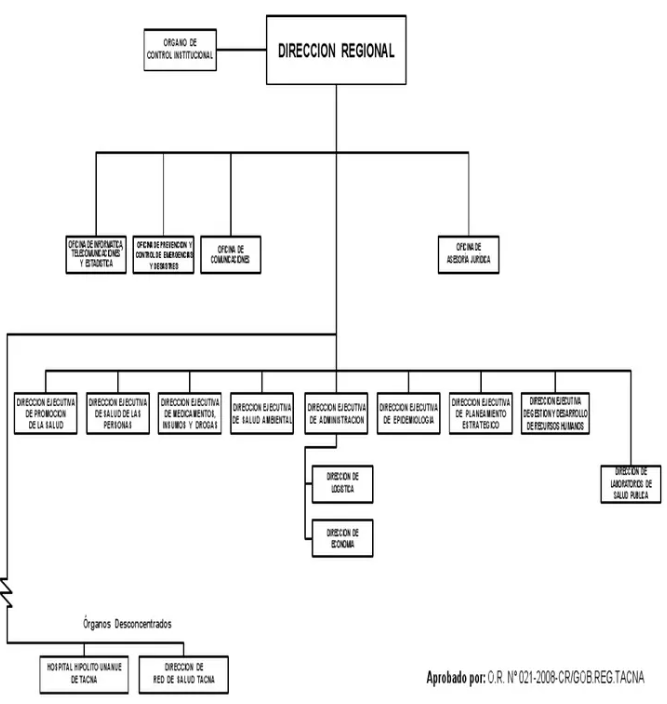 ORGANO DE
CONTROL INSTITUCIONAL
DIRECCION REGIONAL
OFICINA DE INFORMATICA,
TELECOMUNICACIONES
Y ESTADISTICA
OFICINA DE PREVENCION Y
CONTROL DE EMERGENCIAS
Y DESASTRES
OFICINA DE
COMUNICACIONES
OFICINA DE
ASESORIA JURIDICA
DIRECCION EJECUTIVA
DE PROMOCION
DE LA SALUD
DIRECCION EJECUTIVA
DE SALUD DE LAS
PERSONAS
DIRECCION EJECUTIVA
DE MEDICAMENTOS,
INSUMOS Y DROGAS
DIRECCION EJECUTIVA
DE SALUD AMBIENTAL
DIRECCION EJECUTIVA
DE ADMINISTRACION
DIRECCION EJECUTIVA
DE EPIDEMIOLOGIA
DIRECCION EJECUTIVA
DE PLANEAMIENTO
ESTRATEGICO
DIRECCION EJECUTIVA
DE GESTION Y DESARROLLO
DE RECURSOS HUMANOS
DIRECCION DE
LABORATORIOS DE
SALUD PUBLICA
DIRECCION DE
LOGISTICA
DIRECCION DE
ECONOMIA
Órganos Desconcentrados
HOSPITAL HIPOLITO UNANUE
DE TACNA
DIRECCION DE
RED DE SALUD TACNA
Aprobado por: O.R. Nº 021-2008-CR/GOB.REG.TACNA